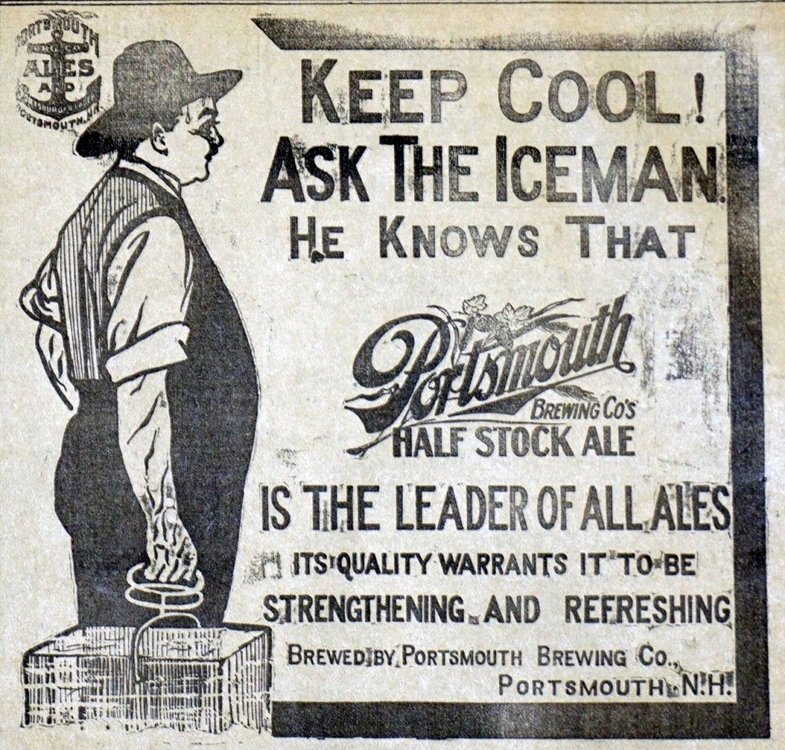 PORTSMOUTH
ALES
AND
PORTSMOUTH, N.H.
KEEP COOL!
ASK THE ICEMAN.
HE KNOWS THAT
Portsmouth
BREWING CO'S
HALF STOCK ALE
IS THE LEADER OF ALL ALES
ITS QUALITY WARRANTS IT TO BE
STRENGTHENING AND REFRESHING
BREWED BY PORTSMOUTH BREWING CO.,
PORTSMOUTH N.H.